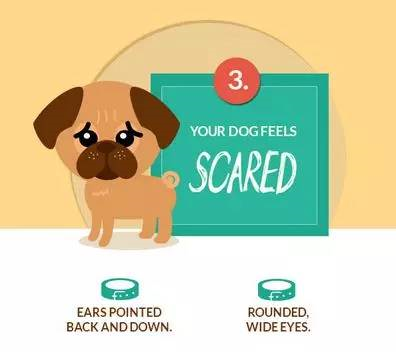 3.
YOUR DOG FEELS
SCARED
EARS POINTED
BACK AND DOWN.
ROUNDED,
WIDE EYES.